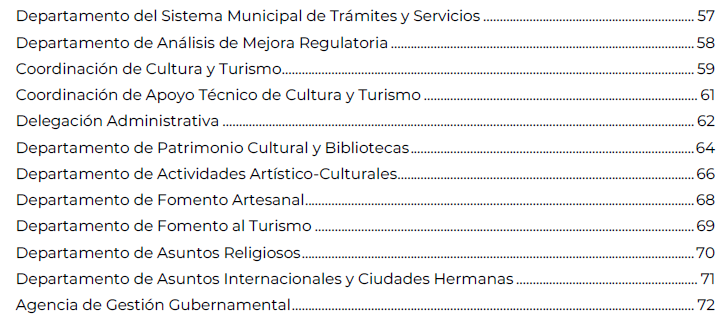 Departamento del Sistema Municipal de Trámites y Servicios ........ 57
Departamento de Análisis de Mejora Regulatoria ........ 58
Coordinación de Cultura y Turismo........ 59
Coordinación de Apoyo Técnico de Cultura y Turismo ........ 61
Delegación Administrativa ........ 62
Departamento de Patrimonio Cultural y Bibliotecas........ 64
Departamento de Actividades Artístico-Culturales........ 66
Departamento de Fomento Artesanal........ 68
Departamento de Fomento al Turismo ........ 69
Departamento de Asuntos Religiosos........ 70
Departamento de Asuntos Internacionales y Ciudades Hermanas ........ 71
Agencia de Gestión Gubernamental........ 72